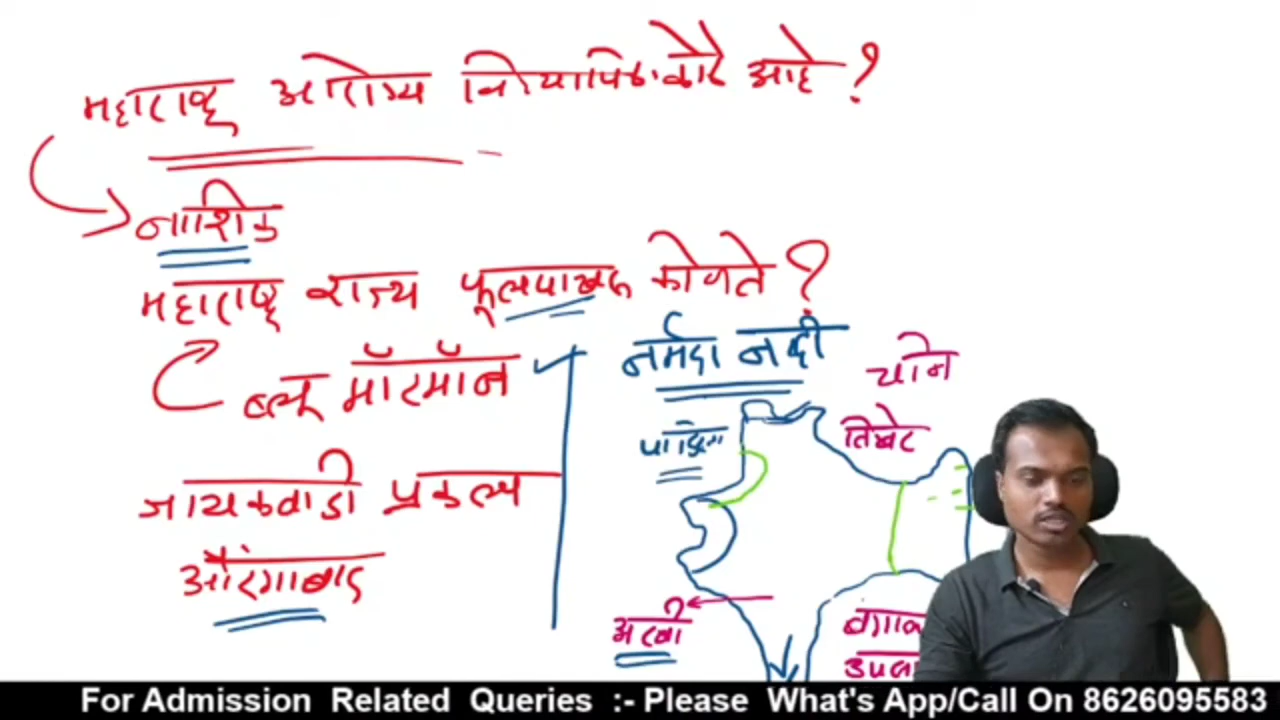 महाराष्ट्र आरोग्य विद्यापिठ कोठे आहे ?
नाशिक
महाराष्ट्र राज्य फूलपाखरू कोणते ?
ब्ल्यू मॉरमॉन
जायकवाडी प्रकल्प
औरंगाबाद
नर्मदा नदी
चीन
तिबेट
अरबी
For Admission Related Queries :- Please What's App/Call On 8626095583